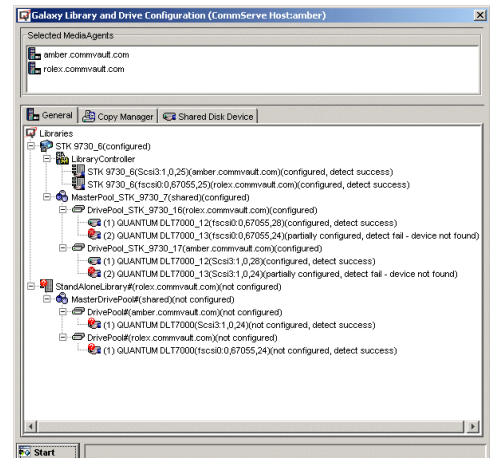 Galaxy Library and Drive Configuration (CommServe Host:amber)
Selected MediaAgents
amber.commvault.com
rolex.commvault.com
General Copy Manager Shared Disk Device
Libraries
STK 9730_6(configured)
LibraryController
STK 9730_6(Scsi3:1,0,25)(amber.commvault.com)(configured, detect success)
STK 9730_6(fscsi0:0,67055,25)(rolex.commvault.com)(configured, detect success)
MasterPool_STK_9730_7(shared)(configured)
DrivePool_STK_9730_16(rolex.commvault.com)(configured)
(1) QUANTUM DLT7000_12(fscsi0:0,67055,28)(configured, detect success)
(2) QUANTUM DLT7000_13(fscsi0:0,67055,24)(partially configured, detect fail - device not found)
DrivePool_STK_9730_17(amber.commvault.com)(configured)
(1) QUANTUM DLT7000_12(Scsi3:1,0,28)(configured, detect success)
(2) QUANTUM DLT7000_13(Scsi3:1,0,24)(partially configured, detect fail - device not found)
StandAloneLibrary#(rolex.commvault.com)(not configured)
MasterDrivePool#(shared)(not configured)
DrivePool#(amber.commvault.com)(not configured)
(1) QUANTUM DLT7000(Scsi3:1,0,24)(not configured, detect success)
DrivePool#(rolex.commvault.com)(not configured)
(1) QUANTUM DLT7000(fscsi0:0,67055,24)(not configured, detect success)
Start